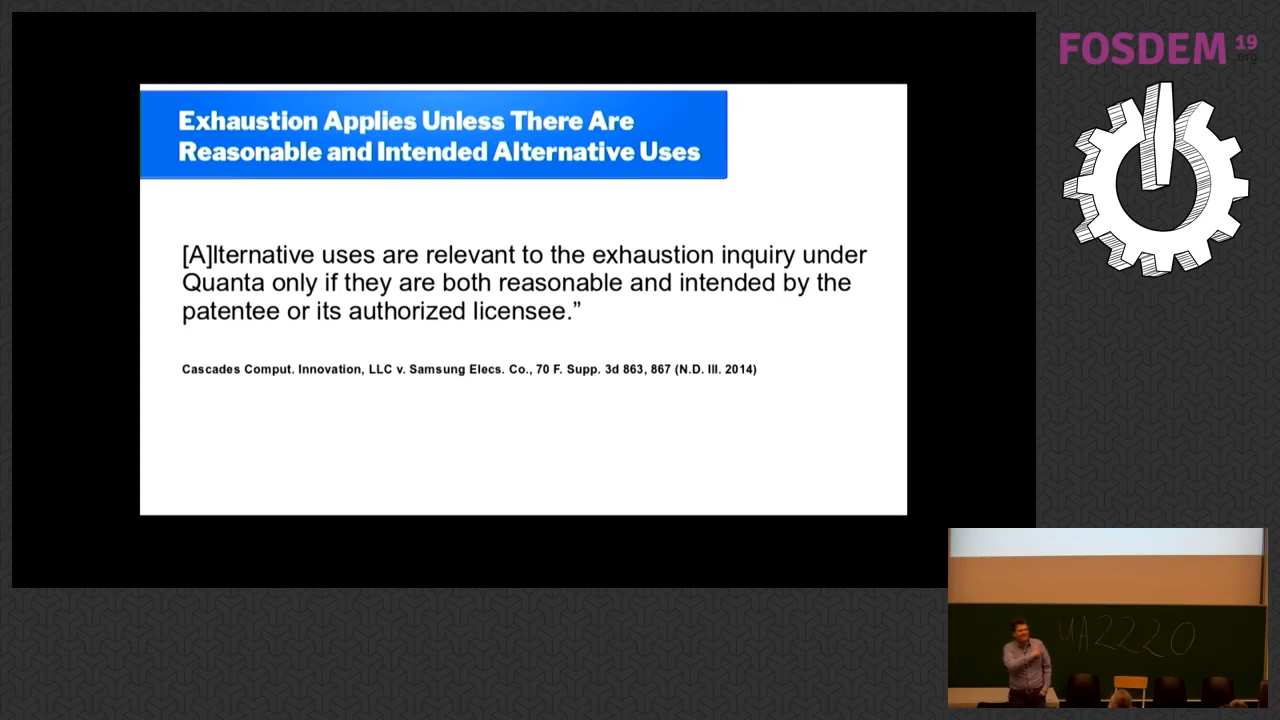 Exhaustion Applies Unless There Are
Reasonable and Intended Alternative Uses
[A]lternative uses are relevant to the exhaustion inquiry under
Quanta only if they are both reasonable and intended by the
patentee or its authorized licensee.”
Cascades Comput. Innovation, LLC v. Samsung Elecs. Co., 70 F. Supp. 3d 863, 867 (N.D. Ill. 2014)
FOSDEM 19
.org
UA2220